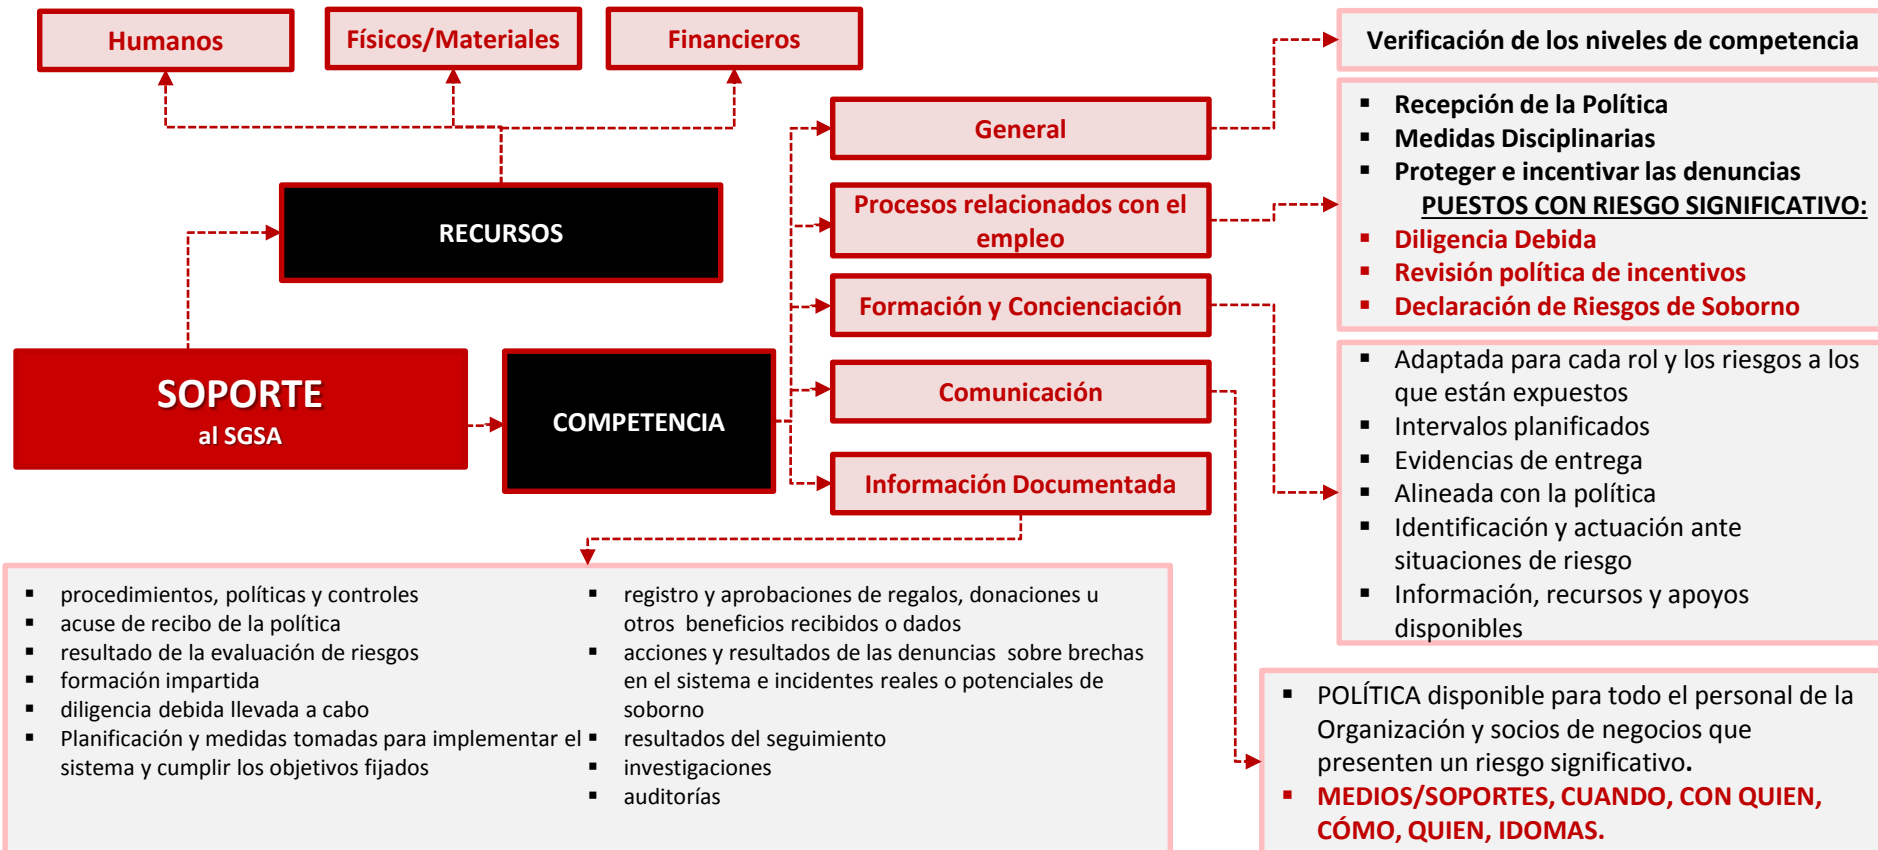 Humanos
Físicos/Materiales
Financieros
RECURSOS
SOPORTE
al SGSA
COMPETENCIA
General
Procesos relacionados con el
empleo
Formación y Concienciación
Comunicación
Información Documentada
Verificación de los niveles de competencia
▪ Recepción de la Política
▪ Medidas Disciplinarias
▪ Proteger e incentivar las denuncias
PUESTOS CON RIESGO SIGNIFICATIVO:
▪ Diligencia Debida
▪ Revisión política de incentivos
▪ Declaración de Riesgos de Soborno
▪ Adaptada para cada rol y los riesgos a los
que están expuestos
▪ Intervalos planificados
▪ Evidencias de entrega
▪ Alineada con la política
▪ Identificación y actuación ante
situaciones de riesgo
▪ Información, recursos y apoyos
disponibles
▪ POLÍTICA disponible para todo el personal de la
Organización y socios de negocios que
presenten un riesgo significativo.
▪ MEDIOS/SOPORTES, CUANDO, CON QUIEN,
CÓMO, QUIEN, IDOMAS.
▪ procedimientos, políticas y controles
▪ acuse de recibo de la política
▪ resultado de la evaluación de riesgos
▪ formación impartida
▪ diligencia debida llevada a cabo
▪ Planificación y medidas tomadas para implementar el
sistema y cumplir los objetivos fijados
▪ registro y aprobaciones de regalos, donaciones u
otros beneficios recibidos o dados
▪ acciones y resultados de las denuncias sobre brechas
en el sistema e incidentes reales o potenciales de
soborno
▪ resultados del seguimiento
▪ investigaciones
▪ auditorías